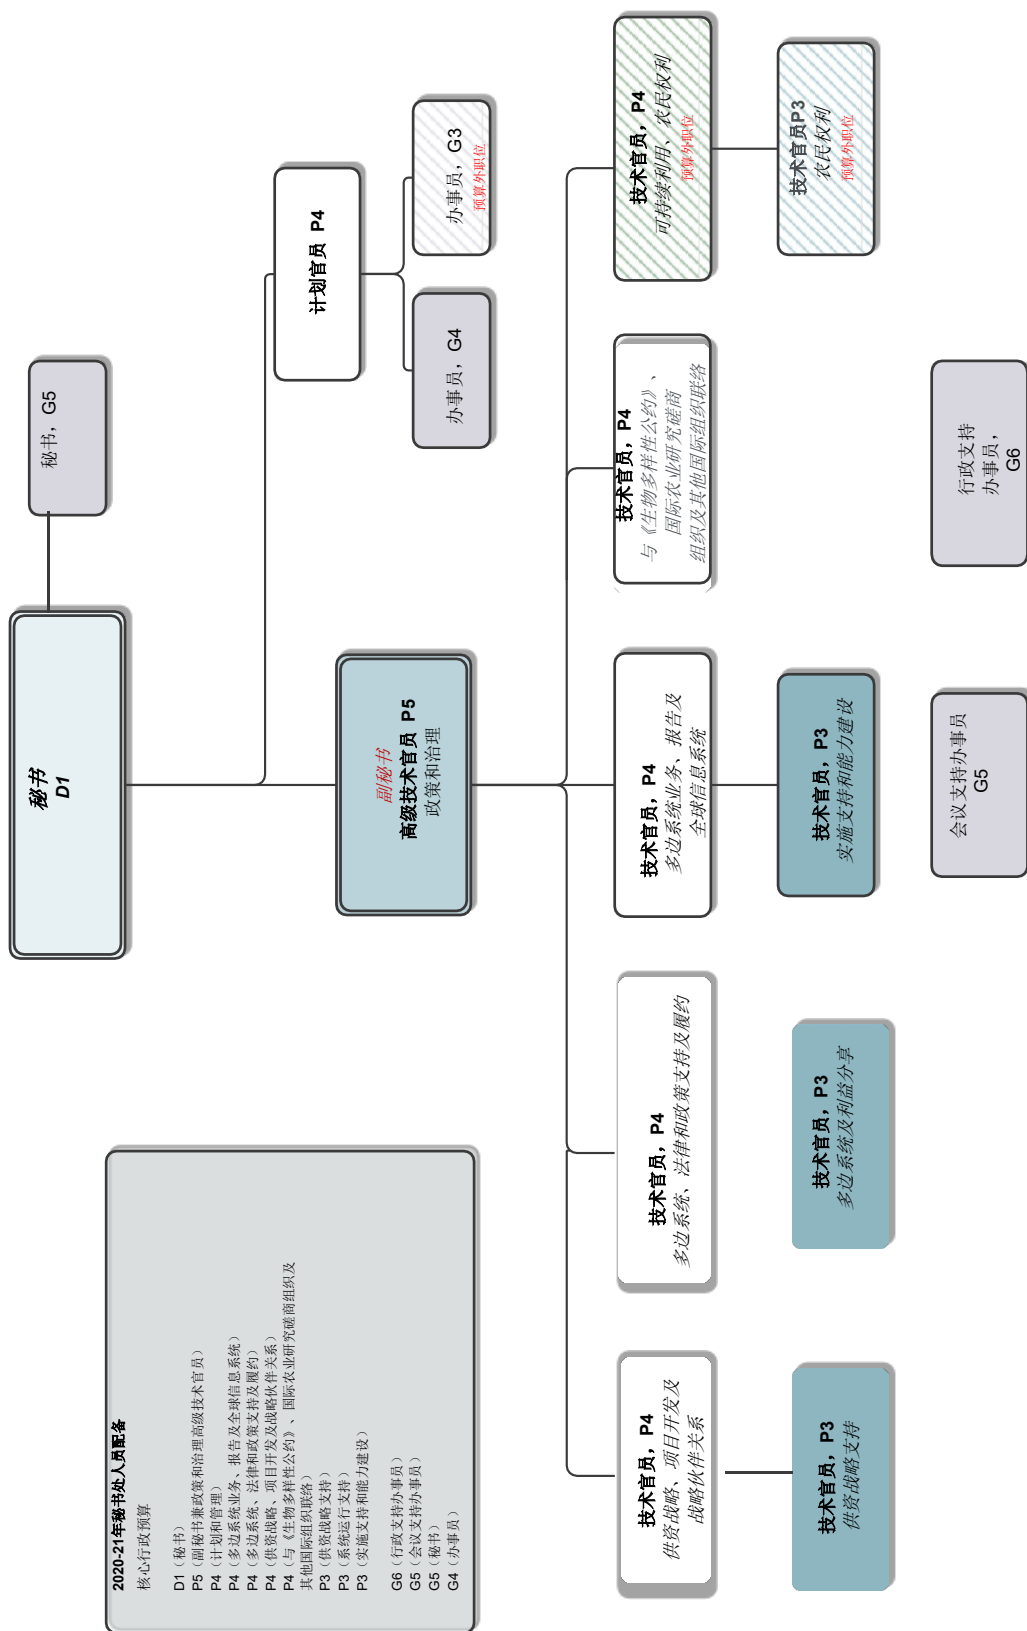 2020-21年秘书处人员配备
核心行政预算
D1（秘书）
P5（副秘书兼政策和治理高级技术官员）
P4（计划和管理）
P4（多边系统业务、报告及全球信息系统）
P4（多边系统、法律和政策支持及履约）
P4（供资战略、项目开发及战略伙伴关系）
P4（与《生物多样性公约》、国际农业研究磋商组织及
其他国际组织联络）
P3（供资战略支持）
P3（系统运行支持）
P3（实施支持和能力建设）
G6（行政支持办事员）
G5（会议支持办事员）
G5（秘书）
G4（办事员）
秘书
D1
秘书，G5
计划官员 P4
办事员，G4
办事员，G3
预算外职位
副秘书
高级技术官员 P5
政策和治理
技术官员，P4
供资战略、项目开发及
战略伙伴关系
技术官员，P4
多边系统、法律和政策支持及履约
技术官员，P4
多边系统业务、报告及
全球信息系统
技术官员，P4
与《生物多样性公约》、
国际农业研究磋商
组织及其他国际组织联络
技术官员，P4
可持续利用、农民权利
预算外职位
技术官员，P3
供资战略支持
技术官员，P3
多边系统及利益分享
技术官员，P3
实施支持和能力建设
技术官员P3
农民权利
预算外职位
会议支持办事员
G5
行政支持
办事员，
G6